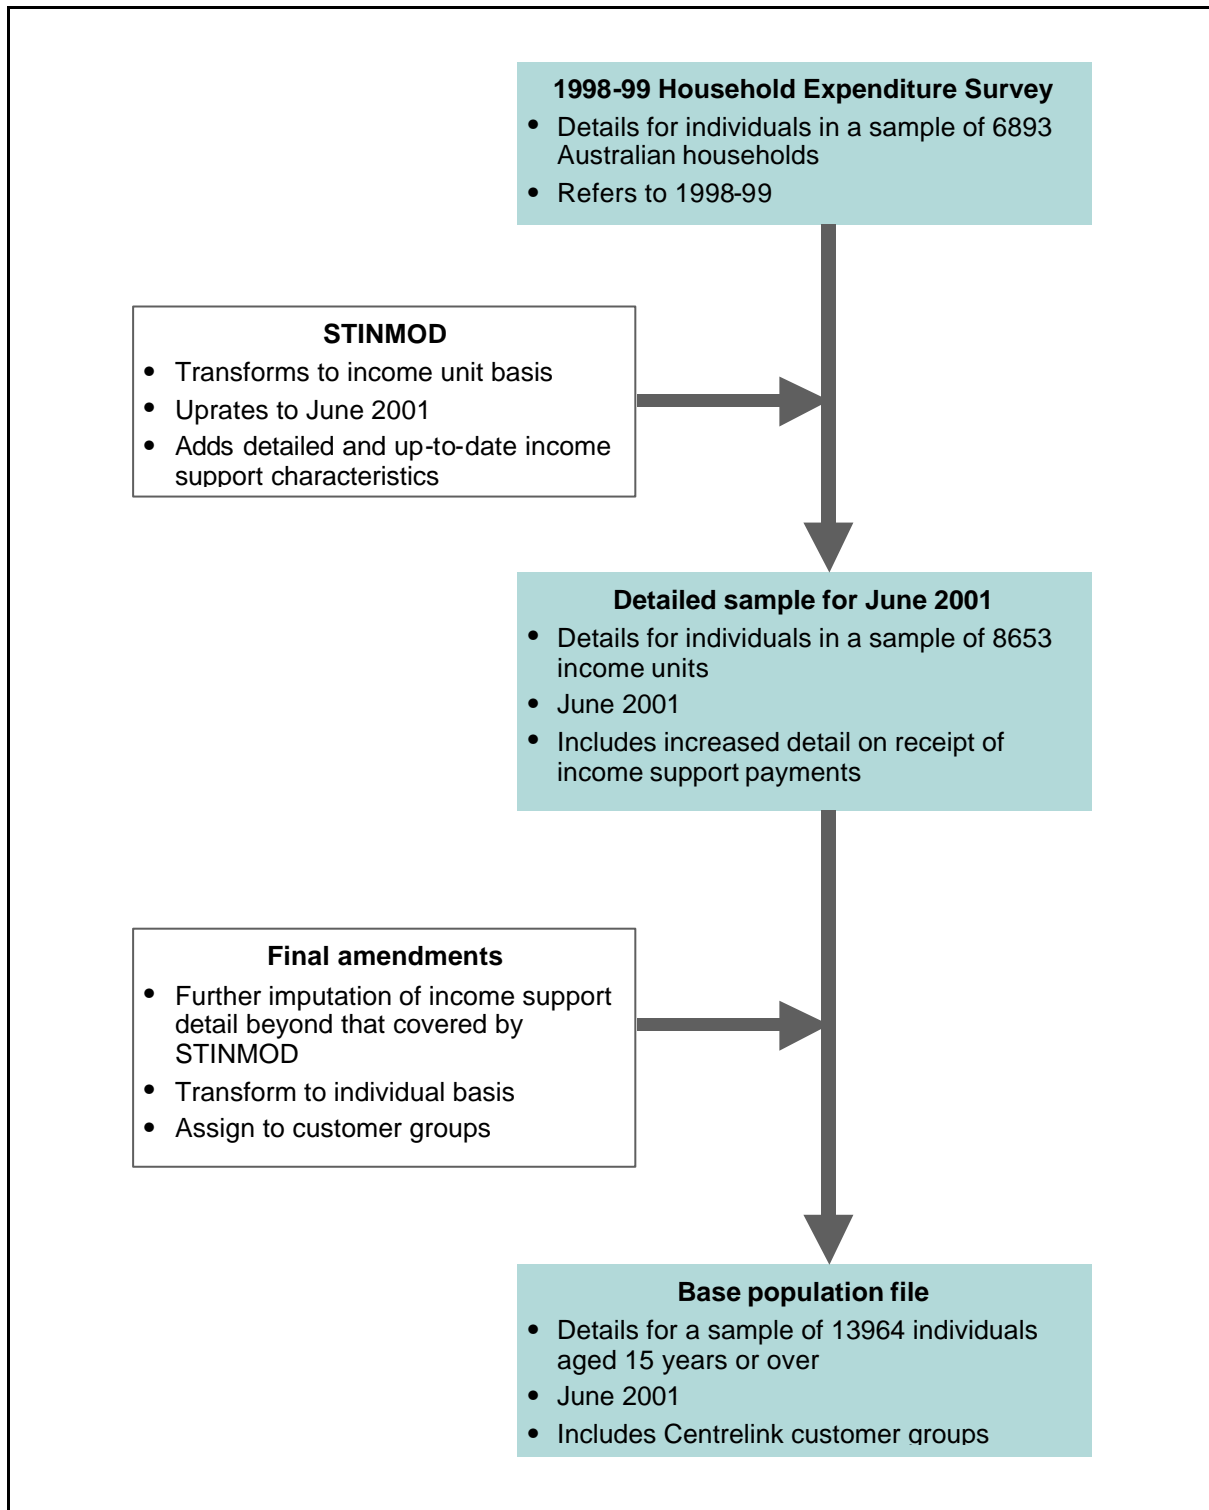 1998-99 Household Expenditure Survey
• Details for individuals in a sample of 6893
Australian households
• Refers to 1998-99
STINMOD
• Transforms to income unit basis
• Uprates to June 2001
• Adds detailed and up-to-date income
support characteristics
Detailed sample for June 2001
• Details for individuals in a sample of 8653
income units
• June 2001
• Includes increased detail on receipt of
income support payments
Final amendments
• Further imputation of income support
detail beyond that covered by
STINMOD
• Transform to individual basis
• Assign to customer groups
Base population file
• Details for a sample of 13964 individuals
aged 15 years or over
• June 2001
• Includes Centrelink customer groups